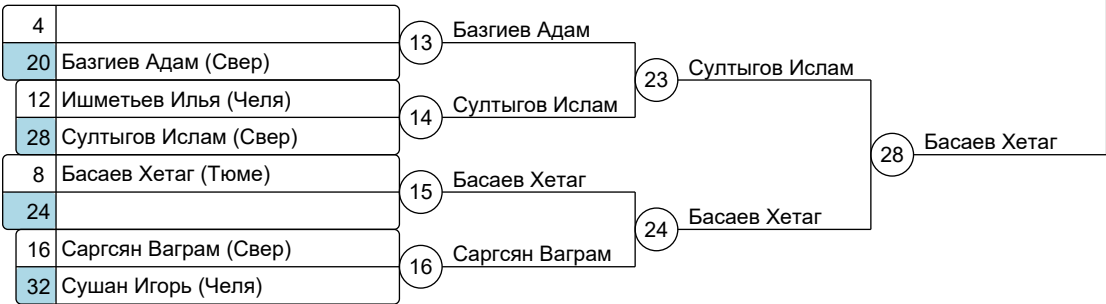 4
20 Базгиев Адам (Свер)
12 Ишметьев Илья (Челя)
28 Султыгов Ислам (Свер)
8 Басаев Хетаг (Тюме)
24
16 Саргсян Ваграм (Свер)
32 Сушан Игорь (Челя)
13 Базгиев Адам
14 Султыгов Ислам
15 Басаев Хетаг
16 Саргсян Ваграм
23 Султыгов Ислам
24 Басаев Хетаг
28 Басаев Хетаг